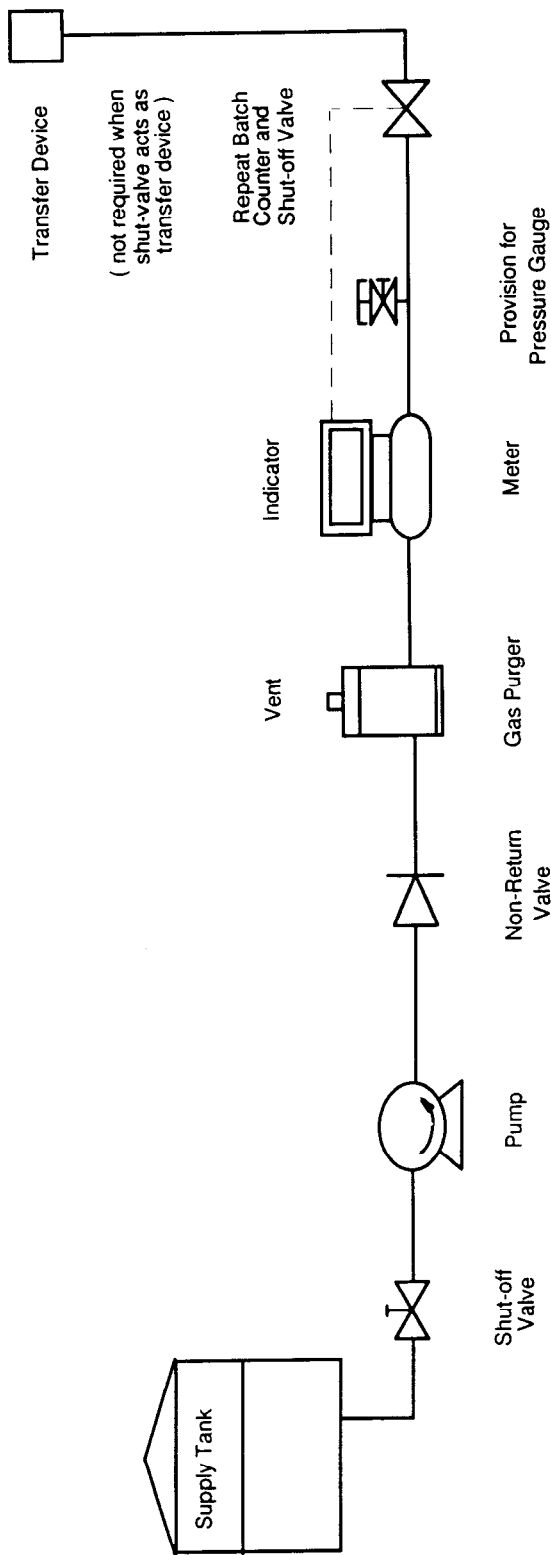 Supply Tank
Shut-off
Valve
Pump
Non-Return
Valve
Vent
Gas Purger
Indicator
Meter
Provision for
Pressure Gauge
Repeat Batch
Counter and
Shut-off Valve
Transfer Device
( not required when
shut-valve acts as
transfer device )